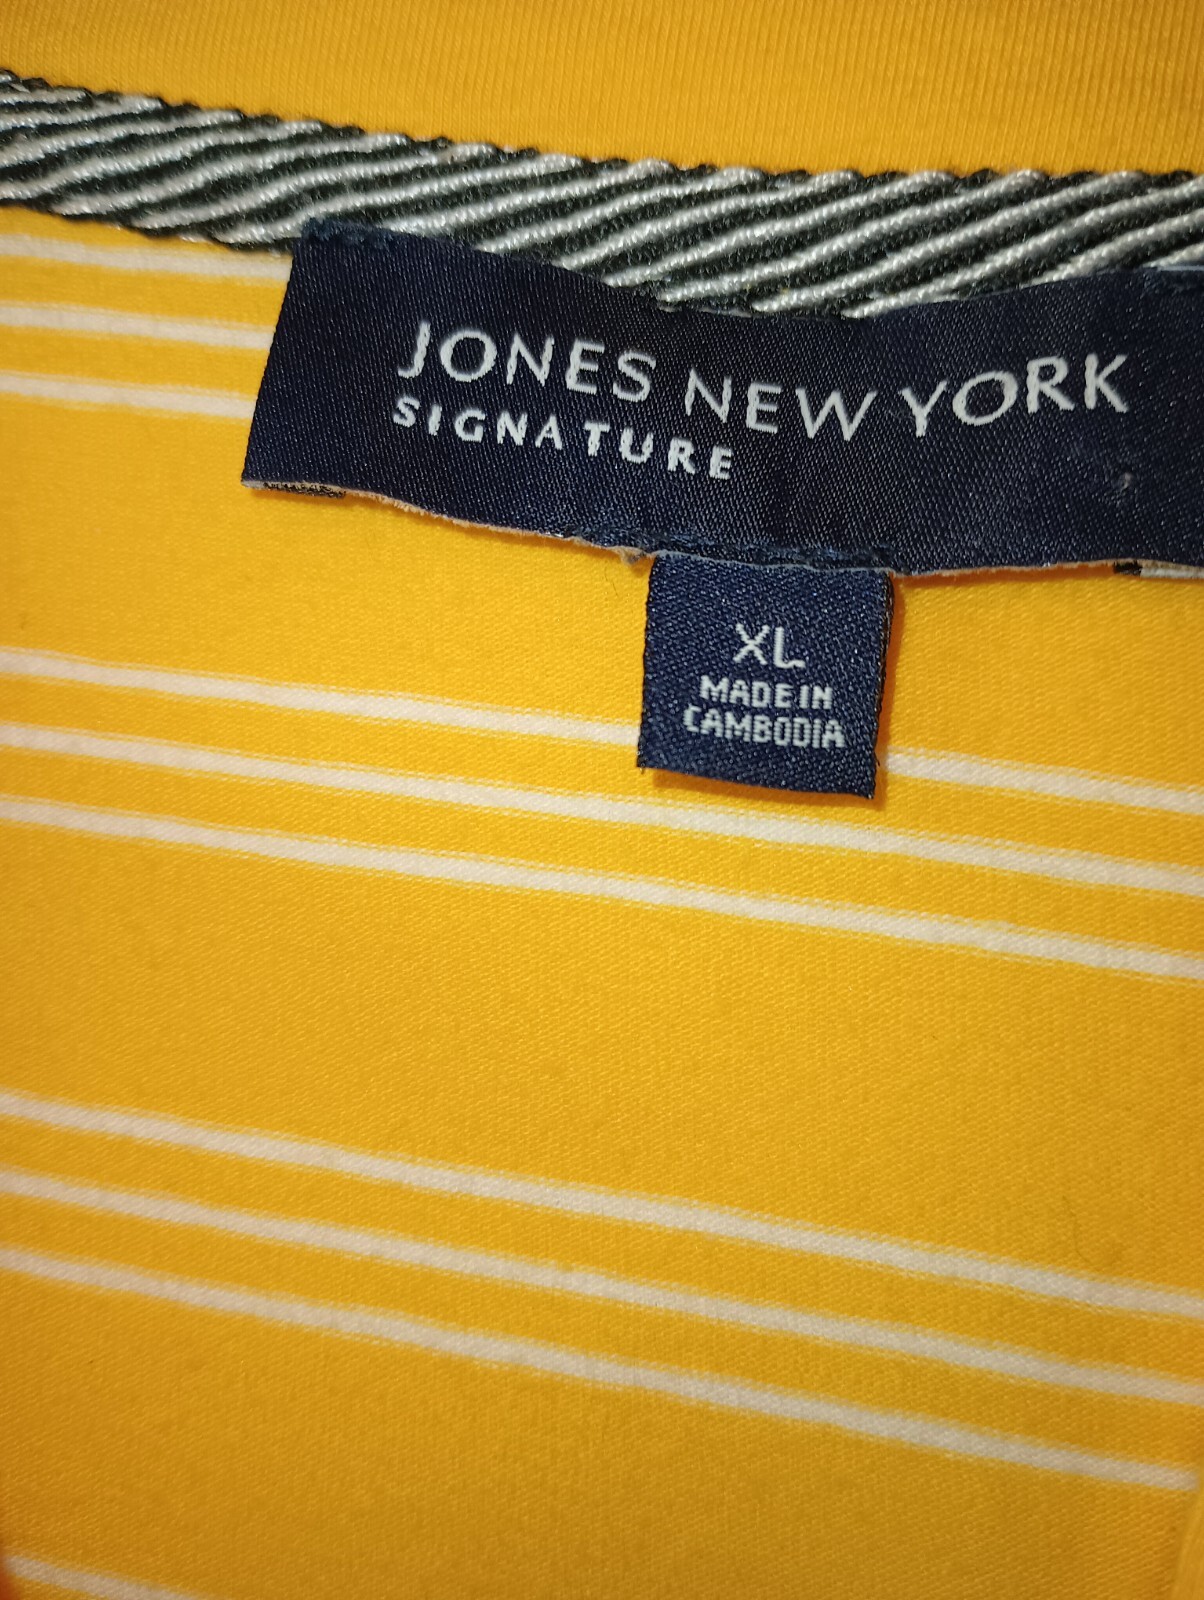 JONES NEW YORK
SIGNATURE
XL
MADE IN
CAMBODIA